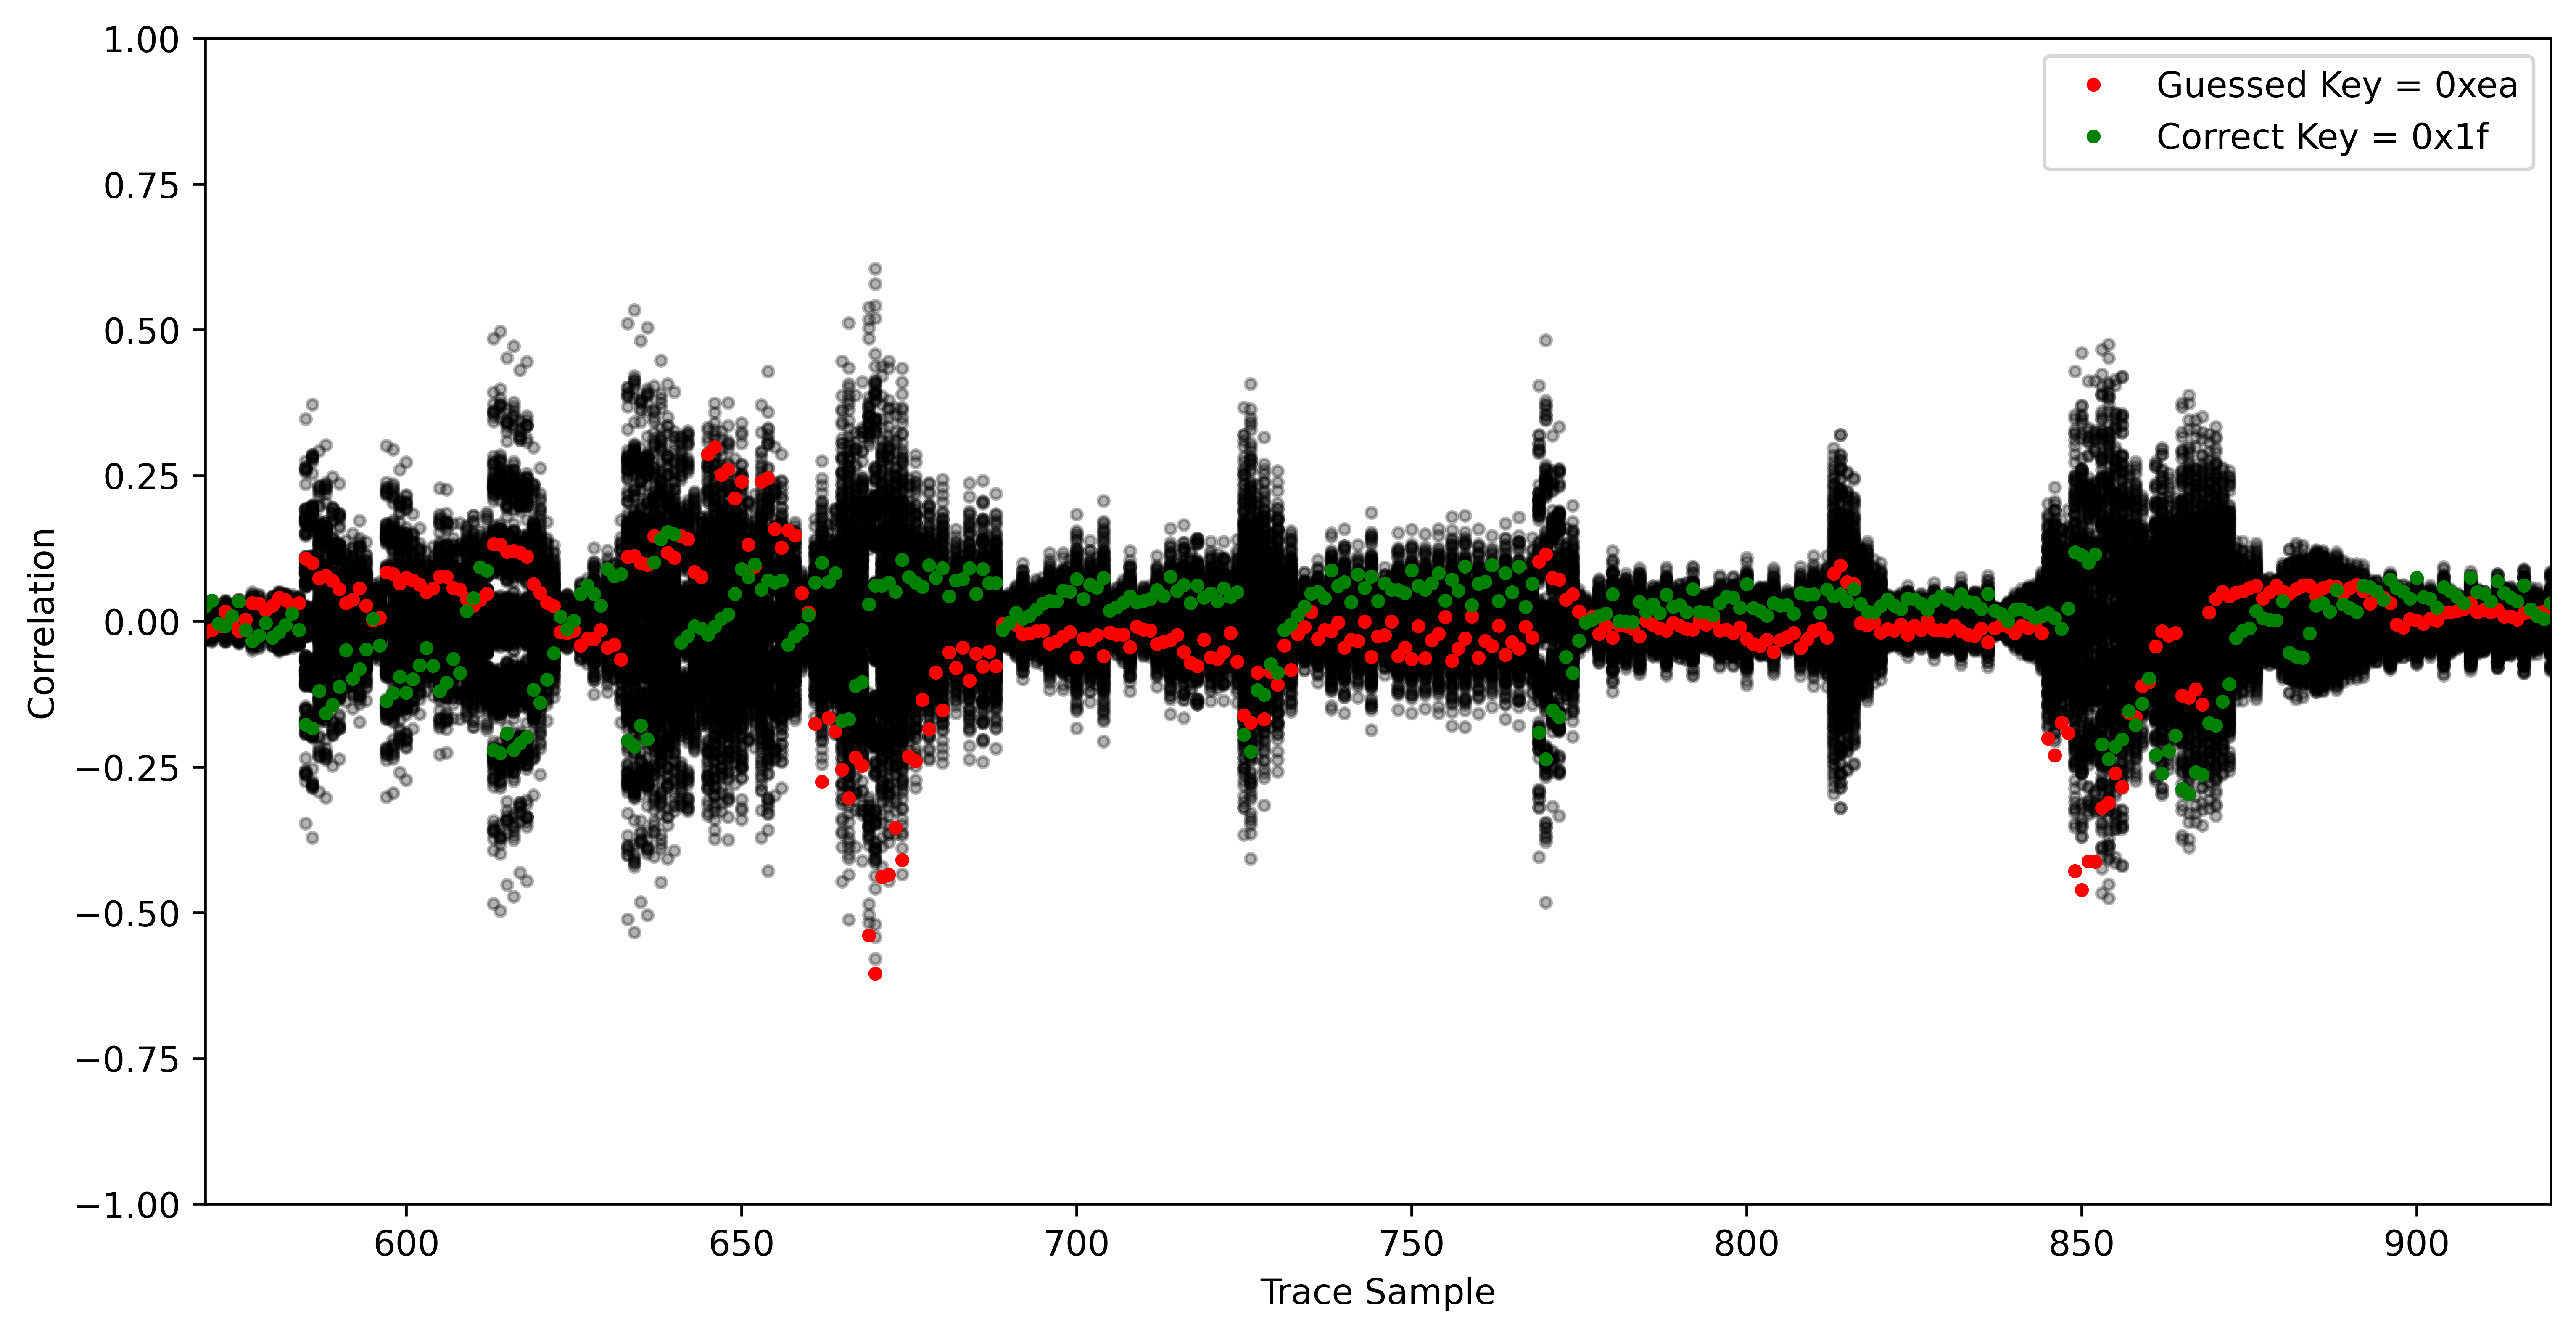 1.00
0.75
0.50
0.25
0.00
−0.25
−0.50
−0.75
−1.00
Correlation
Guessed Key = 0xea
Correct Key = 0x1f
600 650 700 750 800 850 900
Trace Sample